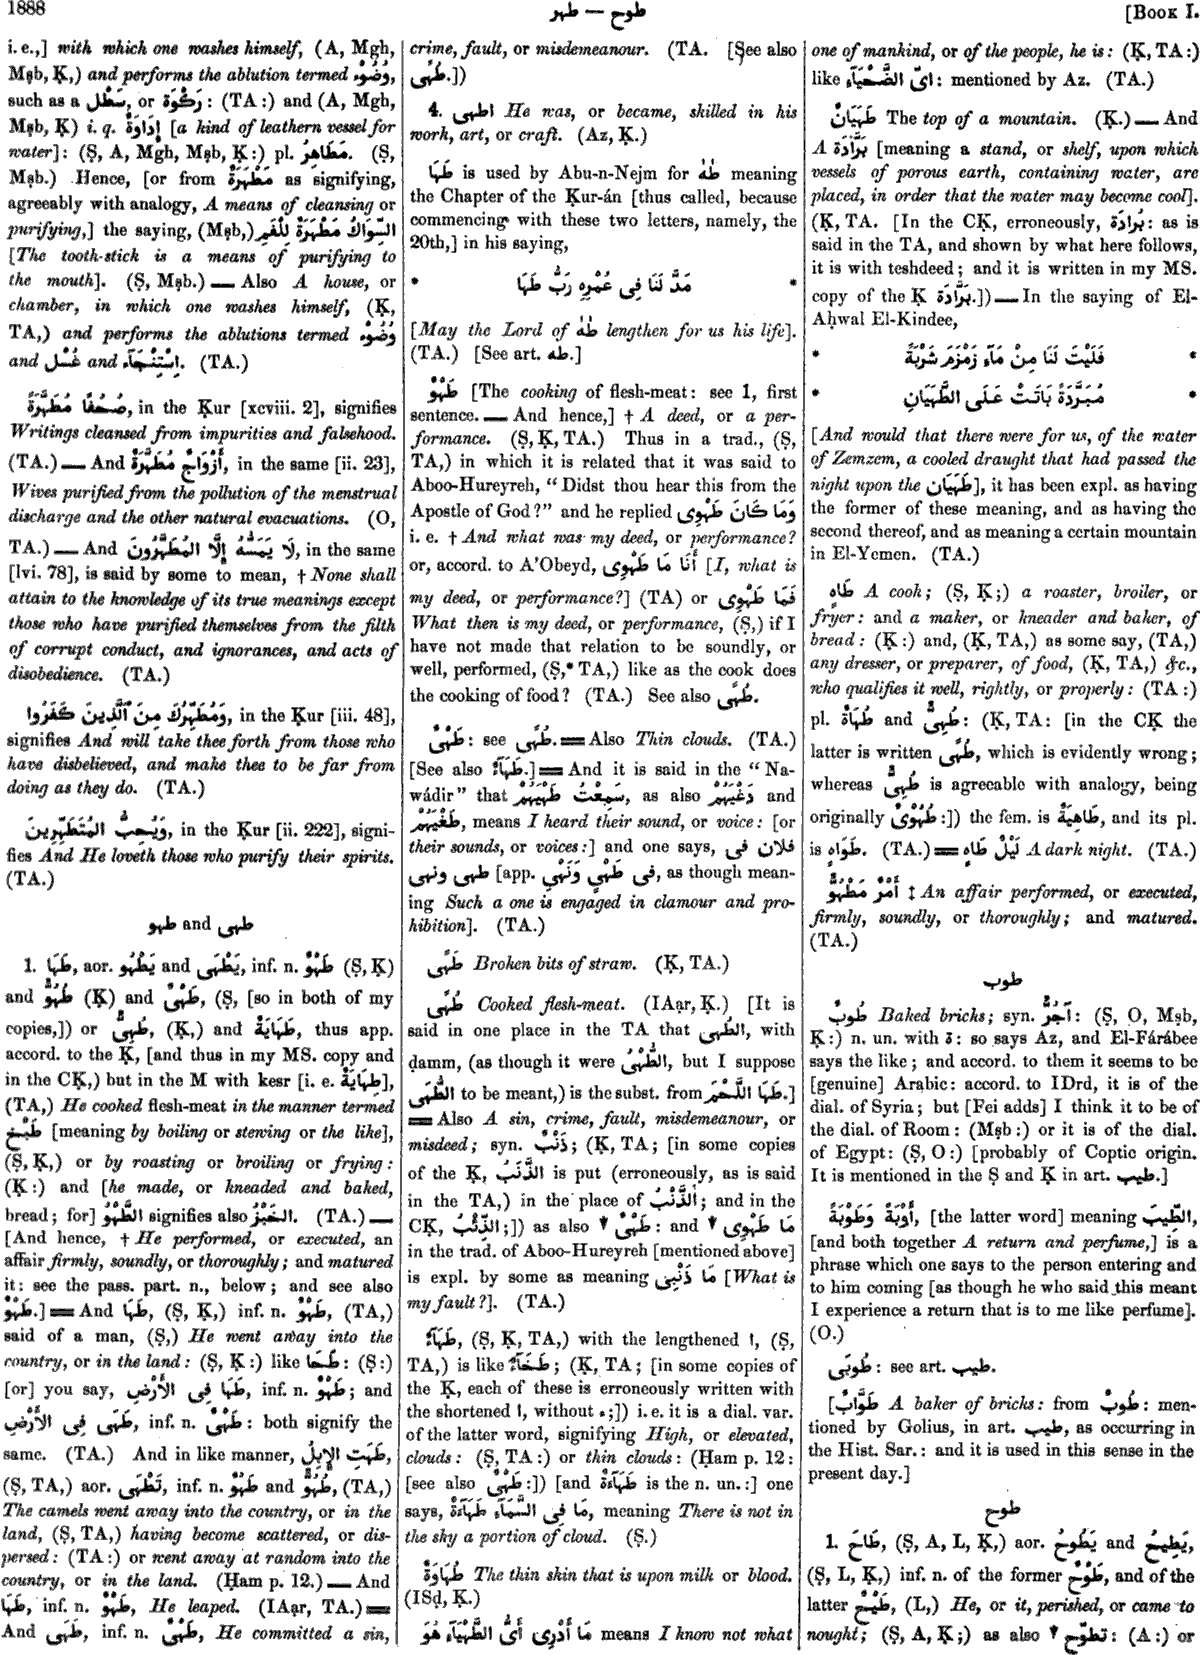 1888
طوح — طهر
[BOOK I.
i. e.,] with which one washes himself, (A, Mgh,
Mṣb, Ḳ,) and performs the ablution termed وُضُوْء,
such as a سَطْل, or رَكْوَة: (TA:) and (A, Mgh,
Mṣb, Ḳ) i. q. إِدَاوَةٌ [a kind of leathern vessel for
water]: (Ṣ, A, Mgh, Mṣb, Ḳ:) pl. مَطَاهِرُ. (Ṣ,
Mṣb.) Hence, [or from مَطْهَرَةٌ as signifying,
agreeably with analogy, A means of cleansing or
purifying,] the saying, (Mṣb,) السِّوَاكُ مَطْهَرَةٌ لِلْفَمِ
[The tooth-stick is a means of purifying to
the mouth]. (Ṣ, Mṣb.) — Also A house, or
chamber, in which one washes himself, (Ḳ,
TA,) and performs the ablutions termed وُضُوْء
and غُسْل and اِسْتِنْجَآء. (TA.)
صُحُفًا مُطَهَّرَةً, in the Ḳur [xcviii. 2], signifies
Writings cleansed from impurities and falsehood.
(TA.) — And أَزْوَاجٌ مُطَهَّرَةٌ, in the same [ii. 23],
Wives purified from the pollution of the menstrual
discharge and the other natural evacuations. (O,
TA.) — And لَا يَمَسُّهُ إِلَّا المُطَهَّرُونَ, in the same
[lvi. 78], is said by some to mean, † None shall
attain to the knowledge of its true meanings except
those who have purified themselves from the filth
of corrupt conduct, and ignorances, and acts of
disobedience. (TA.)
وَمُطَهِّرُكَ مِنَ ٱلَّذِينَ كَفَرُوا, in the Ḳur [iii. 48],
signifies And will take thee forth from those who
have disbelieved, and make thee to be far from
doing as they do. (TA.)
وَيُحِبُّ المُتَطَهِّرِينَ, in the Ḳur [ii. 222], signi-
fies And He loveth those who purify their spirits.
(TA.)
طهو and طهى
1. طَهَا, aor. يَطْهُو and يَطْهَى, inf. n. طَهْوٌ (Ṣ, Ḳ)
and طُهُوٌّ (Ḳ) and طَهْىٌ, (Ṣ, [so in both of my
copies,]) or طُهِىٌّ, (Ḳ,) and طَهَايَةٌ, thus app.
accord. to the Ḳ, [and thus in my MS. copy and
in the CḲ,) but in the M with kesr [i. e. طِهَايَةٌ],
(TA,) He cooked flesh-meat in the manner termed
طَبْخ [meaning by boiling or stewing or the like],
(Ṣ, Ḳ,) or by roasting or broiling or frying:
(Ḳ:) and [he made, or kneaded and baked,
bread; for] الطَّهْوُ signifies also الخَبْزُ. (TA.) —
[And hence, † He performed, or executed, an
affair firmly, soundly, or thoroughly; and matured
it: see the pass. part. n., below; and see also
طَهْوٌ.] = And طَهَا, (Ṣ, Ḳ,) inf. n. طَهْوٌ, (TA,)
said of a man, (Ṣ,) He went away into the
country, or in the land: (Ṣ, Ḳ:) like طَحَا: (Ṣ:)
[or] you say, طَهَا فِى الأَرْضِ, inf. n. طَهْوٌ; and
طَهَى فِى الأَرْضِ, inf. n. طَهْىٌ: both signify the
same. (TA.) And in like manner, طَهَتِ الإِبِلُ,
(Ṣ, TA,) aor. تَطْهَى, inf. n. طَهْوٌ and طُهُوٌّ, (TA,)
The camels went away into the country, or in the
land, (Ṣ, TA,) having become scattered, or dis-
persed: (TA:) or went away at random into the
country, or in the land. (Ḥam p. 12.) — And
طَهَا, inf. n. طَهْوٌ, He leaped. (IAạr, TA.) =
And طَهَى, inf. n. طَهْىٌ, He committed a sin,
crime, fault, or misdemeanour. (TA. [See also
طُهًى.])
4. اطهى He was, or became, skilled in his
work, art, or craft. (Az, Ḳ.)
طَهَا is used by Abu-n-Nejm for طٰهٰ meaning
the Chapter of the Ḳur-án [thus called, because
commencing with these two letters, namely, the
20th,] in his saying,
* مَدَّ لَنَا فِى عُمْرِهِ رَبُّ طَهَا *
[May the Lord of طٰهٰ lengthen for us his life].
(TA.) [See art. طه.]
طَهْوٌ [The cooking of flesh-meat: see 1, first
sentence. — And hence,] † A deed, or a per-
formance. (Ṣ, Ḳ, TA.) Thus in a trad., (Ṣ,
TA,) in which it is related that it was said to
Aboo-Hureyreh, “Didst thou hear this from the
Apostle of God?” and he replied وَمَا كَانَ طَهْوِى
i. e. † And what was my deed, or performance?
or, accord. to A'Obeyd, أَنَا مَا طَهْوِى [I, what is
my deed, or performance?] (TA) or فَمَا طَهْوِى
What then is my deed, or performance, (Ṣ,) if I
have not made that relation to be soundly, or
well, performed, (Ṣ,* TA,) like as the cook does
the cooking of food? (TA.) See also طُهًى.
طَهْىٌ: see طُهًى. = Also Thin clouds. (TA.)
[See also طَهَآءٌ.] = And it is said in the “Na-
wádir” that سَمِعْتُ طَهْيَهُمْ, as also دَغْيَهُمْ and
طَغْيَهُمْ, means I heard their sound, or voice: [or
their sounds, or voices:] and one says, فلان فى
طهى ونهى [app. فِى طَهْىٍ وَنَهْىٍ, as though mean-
ing Such a one is engaged in clamour and pro-
hibition]. (TA.)
طَهًى Broken bits of straw. (Ḳ, TA.)
طُهًى Cooked flesh-meat. (IAạr, Ḳ.) [It is
said in one place in the TA that الطُهى, with
ḍamm, (as though it were الطُّهْىُ, but I suppose
الطُّهَى to be meant,) is the subst. from طَهَا اللَّحْمَ.]
= Also A sin, crime, fault, misdemeanour, or
misdeed; syn. ذَنْبٌ; (Ḳ, TA; [in some copies
of the Ḳ, الذَّنَبُ is put (erroneously, as is said
in the TA,) in the place of الذَّنْبُ; and in the
CḲ, الذِّئْبُ;]) as also ▼ طَهْىٌ: and ▼ مَا طَهْوِى
in the trad. of Aboo-Hureyreh [mentioned above]
is expl. by some as meaning مَا ذَنْبِى [What is
my fault?]. (TA.)
طَهَآءٌ, (Ṣ, Ḳ, TA,) with the lengthened ا, (Ṣ,
TA,) is like طَخَآءٌ; (Ḳ, TA; [in some copies of
the Ḳ, each of these is erroneously written with
the shortened ا, without ء;]) i. e. it is a dial. var.
of the latter word, signifying High, or elevated,
clouds: (Ṣ, TA:) or thin clouds: (Ḥam p. 12:
[see also طَهْىٌ:]) [and طَهَآءَةٌ is the n. un.:] one
says, مَا فِى السَّمَآءِ طَهَآءَةٌ, meaning There is not in
the sky a portion of cloud. (Ṣ.)
طُهَاوَةٌ The thin skin that is upon milk or blood.
(ISd, Ḳ.)
مَا أَدْرِى أَىُّ الطَّهْيَآءِ هُوَ means I know not what
one of mankind, or of the people, he is: (Ḳ, TA:)
like اىّ الضَّحْيَآءِ: mentioned by Az. (TA.)
طَهَيَانٌ The top of a mountain. (Ḳ.) — And
A بَرَّادَة [meaning a stand, or shelf, upon which
vessels of porous earth, containing water, are
placed, in order that the water may become cool].
(Ḳ, TA. [In the CḲ, erroneously, بُرادَة: as is
said in the TA, and shown by what here follows,
it is with teshdeed; and it is written in my MS.
copy of the Ḳ بَرَّادَة.]) — In the saying of El-
Aḥwal El-Kindee,
* فَلَيْتَ لَنَا مِنْ مَآءِ زَمْزَمَ شَرْبَةً *
* مُبَرَّدَةً بَاتَتْ عَلَى الطَّهَيَانِ *
[And would that there were for us, of the water
of Zemzem, a cooled draught that had passed the
night upon the طَهَيَان], it has been expl. as having
the former of these meaning, and as having the
second thereof, and as meaning a certain mountain
in El-Yemen. (TA.)
طَاهٍ A cook; (Ṣ, Ḳ;) a roaster, broiler, or
fryer: and a maker, or kneader and baker, of
bread: (Ḳ:) and, (Ḳ, TA,) as some say, (TA,)
any dresser, or preparer, of food, (Ḳ, TA,) &c.,
who qualifies it well, rightly, or properly: (TA:)
pl. طُهَاةٌ and طُهِىٌّ: (Ḳ, TA: [in the CḲ the
latter is written طُهًى, which is evidently wrong;
whereas طُهِىٌّ is agreeable with analogy, being
originally طُهُوْىٌ:]) the fem. is طَاهِيَةٌ, and its pl.
is طَوَاهٍ. (TA.) = لَيْلٌ طَاهٍ A dark night. (TA.)
أَمْرٌ مَطْهُوٌّ ‡ An affair performed, or executed,
firmly, soundly, or thoroughly; and matured.
(TA.)
طوب
طُوبٌ Baked bricks; syn. آجُرٌّ: (Ṣ, O, Mṣb,
Ḳ:) n. un. with ة: so says Az, and El-Fárábee
says the like; and accord. to them it seems to be
[genuine] Arabic: accord. to IDrd, it is of the
dial. of Syria; but [Fei adds] I think it to be of
the dial. of Room: (Mṣb:) or it is of the dial.
of Egypt: (Ṣ, O:) [probably of Coptic origin.
It is mentioned in the Ṣ and Ḳ in art. طيب.]
أَوْبَةً وَطَوْبَةً, [the latter word] meaning الطِّيبَ,
[and both together A return and perfume,] is a
phrase which one says to the person entering and
to him coming [as though he who said this meant
I experience a return that is to me like perfume].
(O.)
طُوبَى: see art. طيب.
[طَوَّابٌ A baker of bricks: from طُوبٌ: men-
tioned by Golius, in art. طيب, as occurring in
the Hist. Sar.: and it is used in this sense in the
present day.]
طوح
1. طَاحَ, (Ṣ, A, L, Ḳ,) aor. يَطُوحُ and يَطِيحُ,
(Ṣ, L, Ḳ,) inf. n. of the former طَوْحٌ, and of the
latter طَيْحٌ, (L,) He, or it, perished, or came to
nought; (Ṣ, A, Ḳ;) as also ▼ تطوّح: (A:) or